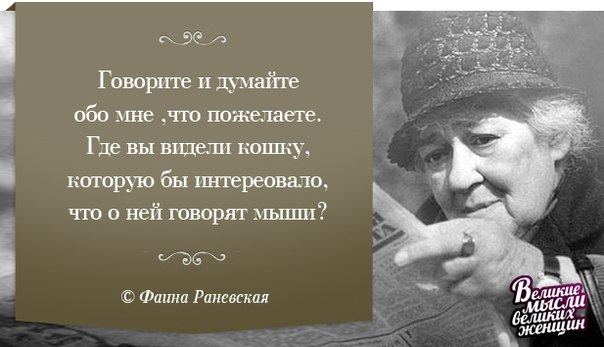 Говорите и думайте
обо мне ,что пожелаете.
Где вы видели кошку,
которую бы интереовало,
что о ней говорят мыши?
© Фаина Раневская
Великие
мысли
великих
женщин